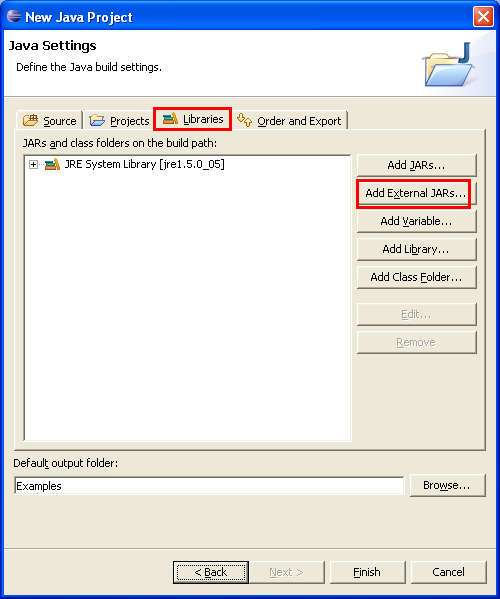 New Java Project
Java Settings
Define the Java build settings.
Source Projects Libraries Order and Export
JARs and class folders on the build path:
JRE System Library [jre1.5.0_05]
Add JARs...
Add External JARs...
Add Variable...
Add Library...
Add Class Folder...
Edit...
Remove
Default output folder:
Examples
Browse...
< Back Next > Finish Cancel